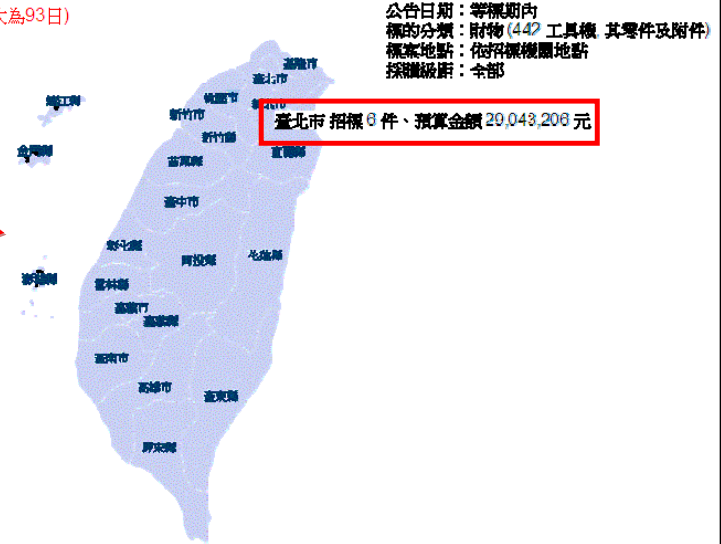 大為93日)
公告日期：等標期內
標的分類：財物 (442 工具機, 其零件及附件)
標案地點：依招標機關地點
採購級距：全部
基隆市
臺北市
桃園市
新北市
連江縣
新竹市
臺北市 招標 6 件、預算金額 29,043,206 元
新竹縣
金門縣
宜蘭縣
苗栗縣
臺中市
彰化縣
花蓮縣
南投縣
澎湖縣
雲林縣
嘉義市
嘉義縣
臺南市
高雄市
臺東縣
屏東縣